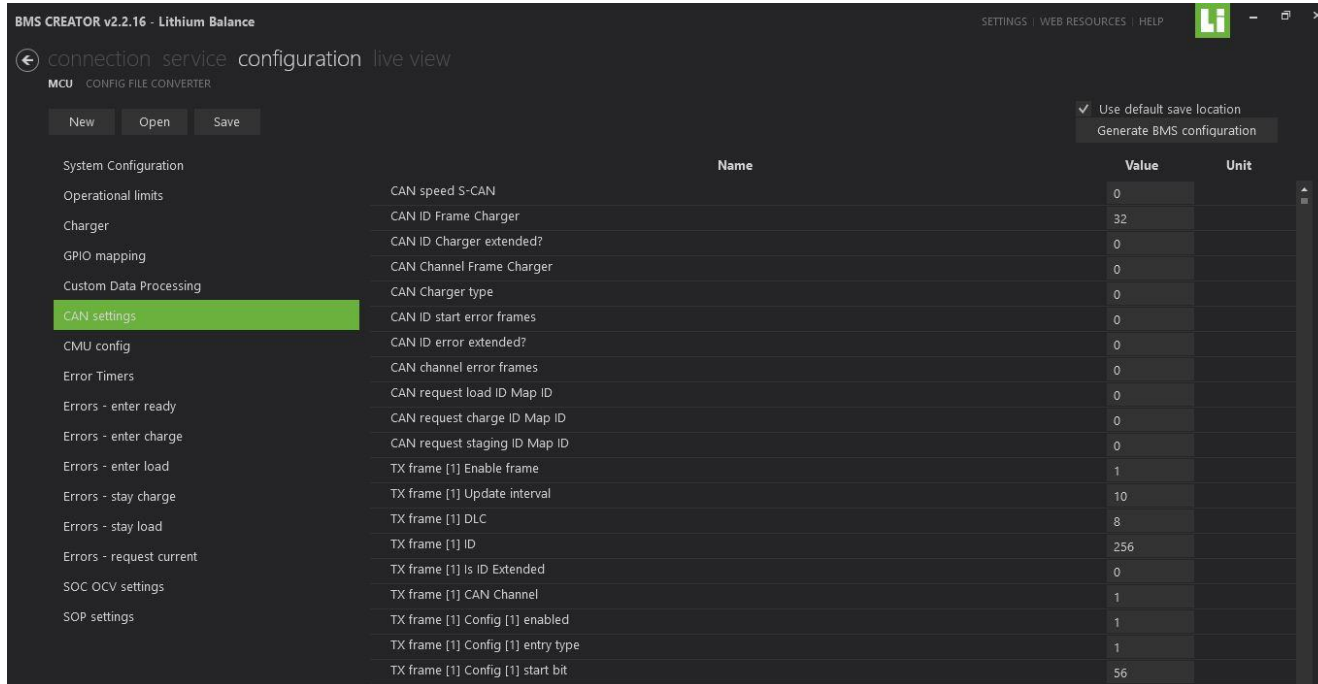 BMS CREATOR v2.2.16 - Lithium Balance SETTINGS | WEB RESOURCES | HELP Li
connection service configuration live view
MCU CONFIG FILE CONVERTER
New Open Save
Use default save location
Generate BMS configuration
System Configuration
Operational limits
Charger
GPIO mapping
Custom Data Processing
CAN settings
CMU config
Error Timers
Errors - enter ready
Errors - enter charge
Errors - enter load
Errors - stay charge
Errors - stay load
Errors - request current
SOC OCV settings
SOP settings
Name Value Unit
CAN speed S-CAN 0
CAN ID Frame Charger 32
CAN ID Charger extended? 0
CAN Channel Frame Charger 0
CAN Charger type 0
CAN ID start error frames 0
CAN ID error extended? 0
CAN channel error frames 0
CAN request load ID Map ID 0
CAN request charge ID Map ID 0
CAN request staging ID Map ID 0
TX frame [1] Enable frame 1
TX frame [1] Update interval 10
TX frame [1] DLC 8
TX frame [1] ID 256
TX frame [1] Is ID Extended 0
TX frame [1] CAN Channel 1
TX frame [1] Config [1] enabled 1
TX frame [1] Config [1] entry type 1
TX frame [1] Config [1] start bit 56